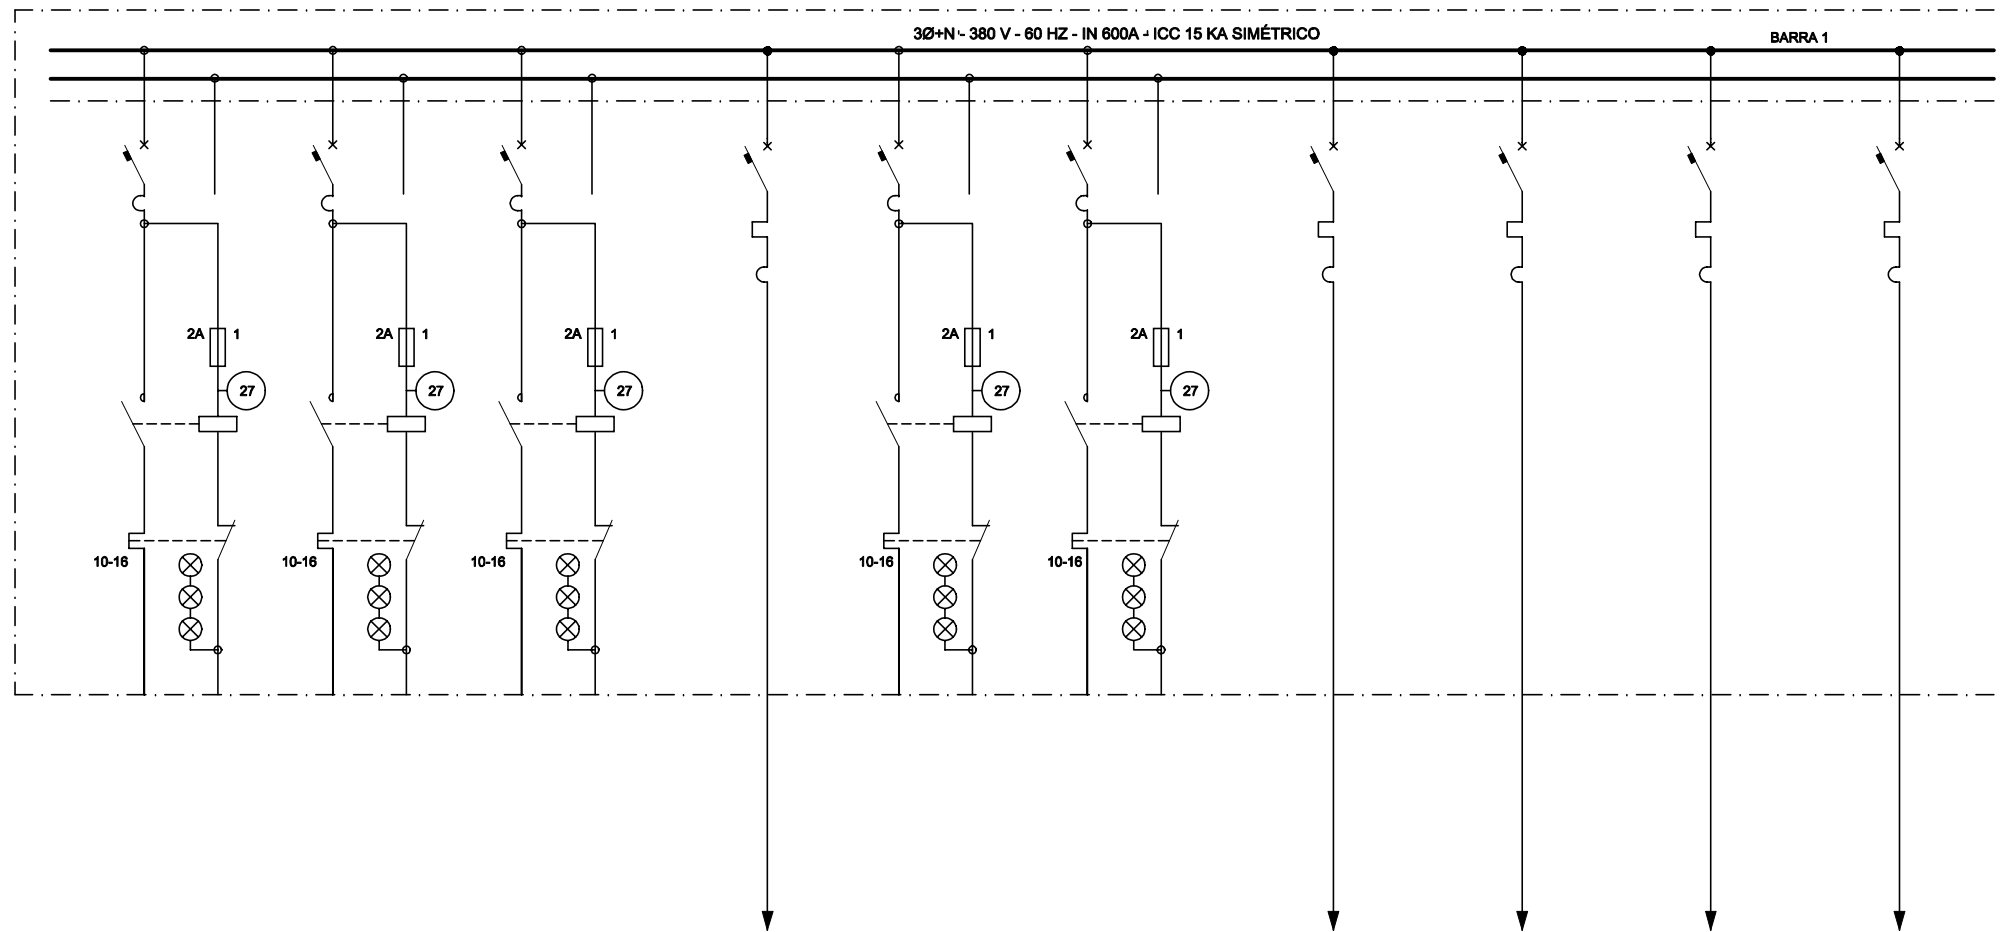 3Ø+N - 380 V - 60 HZ - IN 600A - ICC 15 KA SIMÉTRICO
BARRA 1
2A 1 2A 1 2A 1 2A 1 2A 1
27 27 27 27 27
10-16 10-16 10-16 10-16 10-16